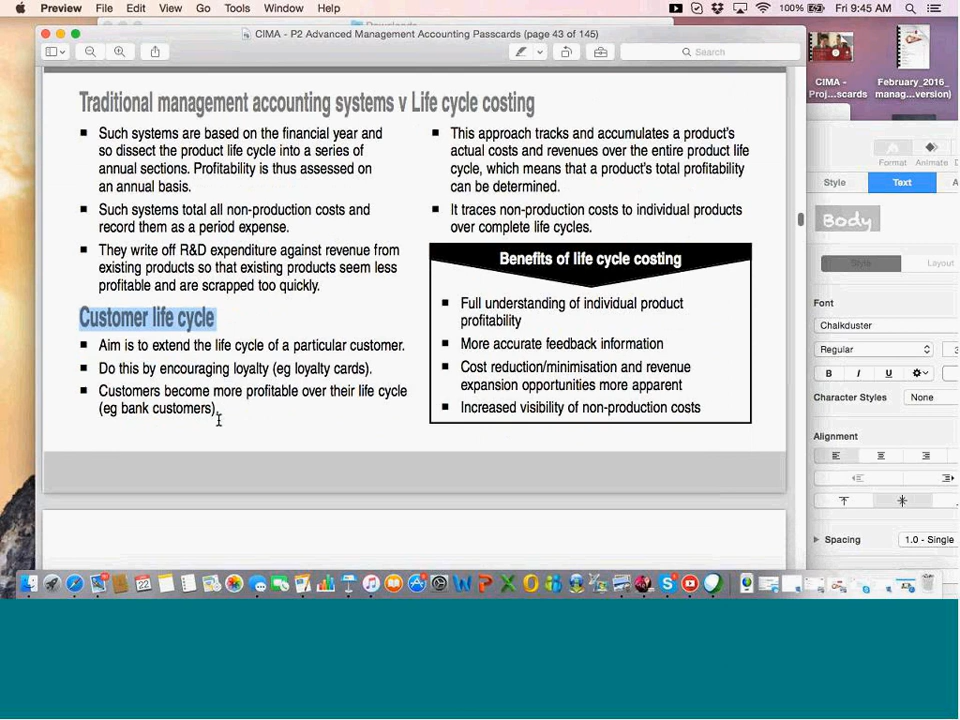 Preview File Edit View Go Tools Window Help 100% Fri 9:45 AM
Downloads
CIMA - P2 Advanced Management Accounting Passcards (page 43 of 145)
Search
CIMA - Proj...scards
February_2016_manag...version)
Traditional management accounting systems v Life cycle costing
■ Such systems are based on the financial year and
so dissect the product life cycle into a series of
annual sections. Profitability is thus assessed on
an annual basis.
■ Such systems total all non-production costs and
record them as a period expense.
■ They write off R&D expenditure against revenue from
existing products so that existing products seem less
profitable and are scrapped too quickly.
Customer life cycle
■ Aim is to extend the life cycle of a particular customer.
■ Do this by encouraging loyalty (eg loyalty cards).
■ Customers become more profitable over their life cycle
(eg bank customers).
■ This approach tracks and accumulates a product's
actual costs and revenues over the entire product life
cycle, which means that a product's total profitability
can be determined.
■ It traces non-production costs to individual products
over complete life cycles.
Benefits of life cycle costing
■ Full understanding of individual product
profitability
■ More accurate feedback information
■ Cost reduction/minimisation and revenue
expansion opportunities more apparent
■ Increased visibility of non-production costs
Format Animate D
Style Text A
Body
Style Layout
Font
Chalkduster
Regular
B I U
Character Styles None
Alignment
Spacing 1.0 - Single
22